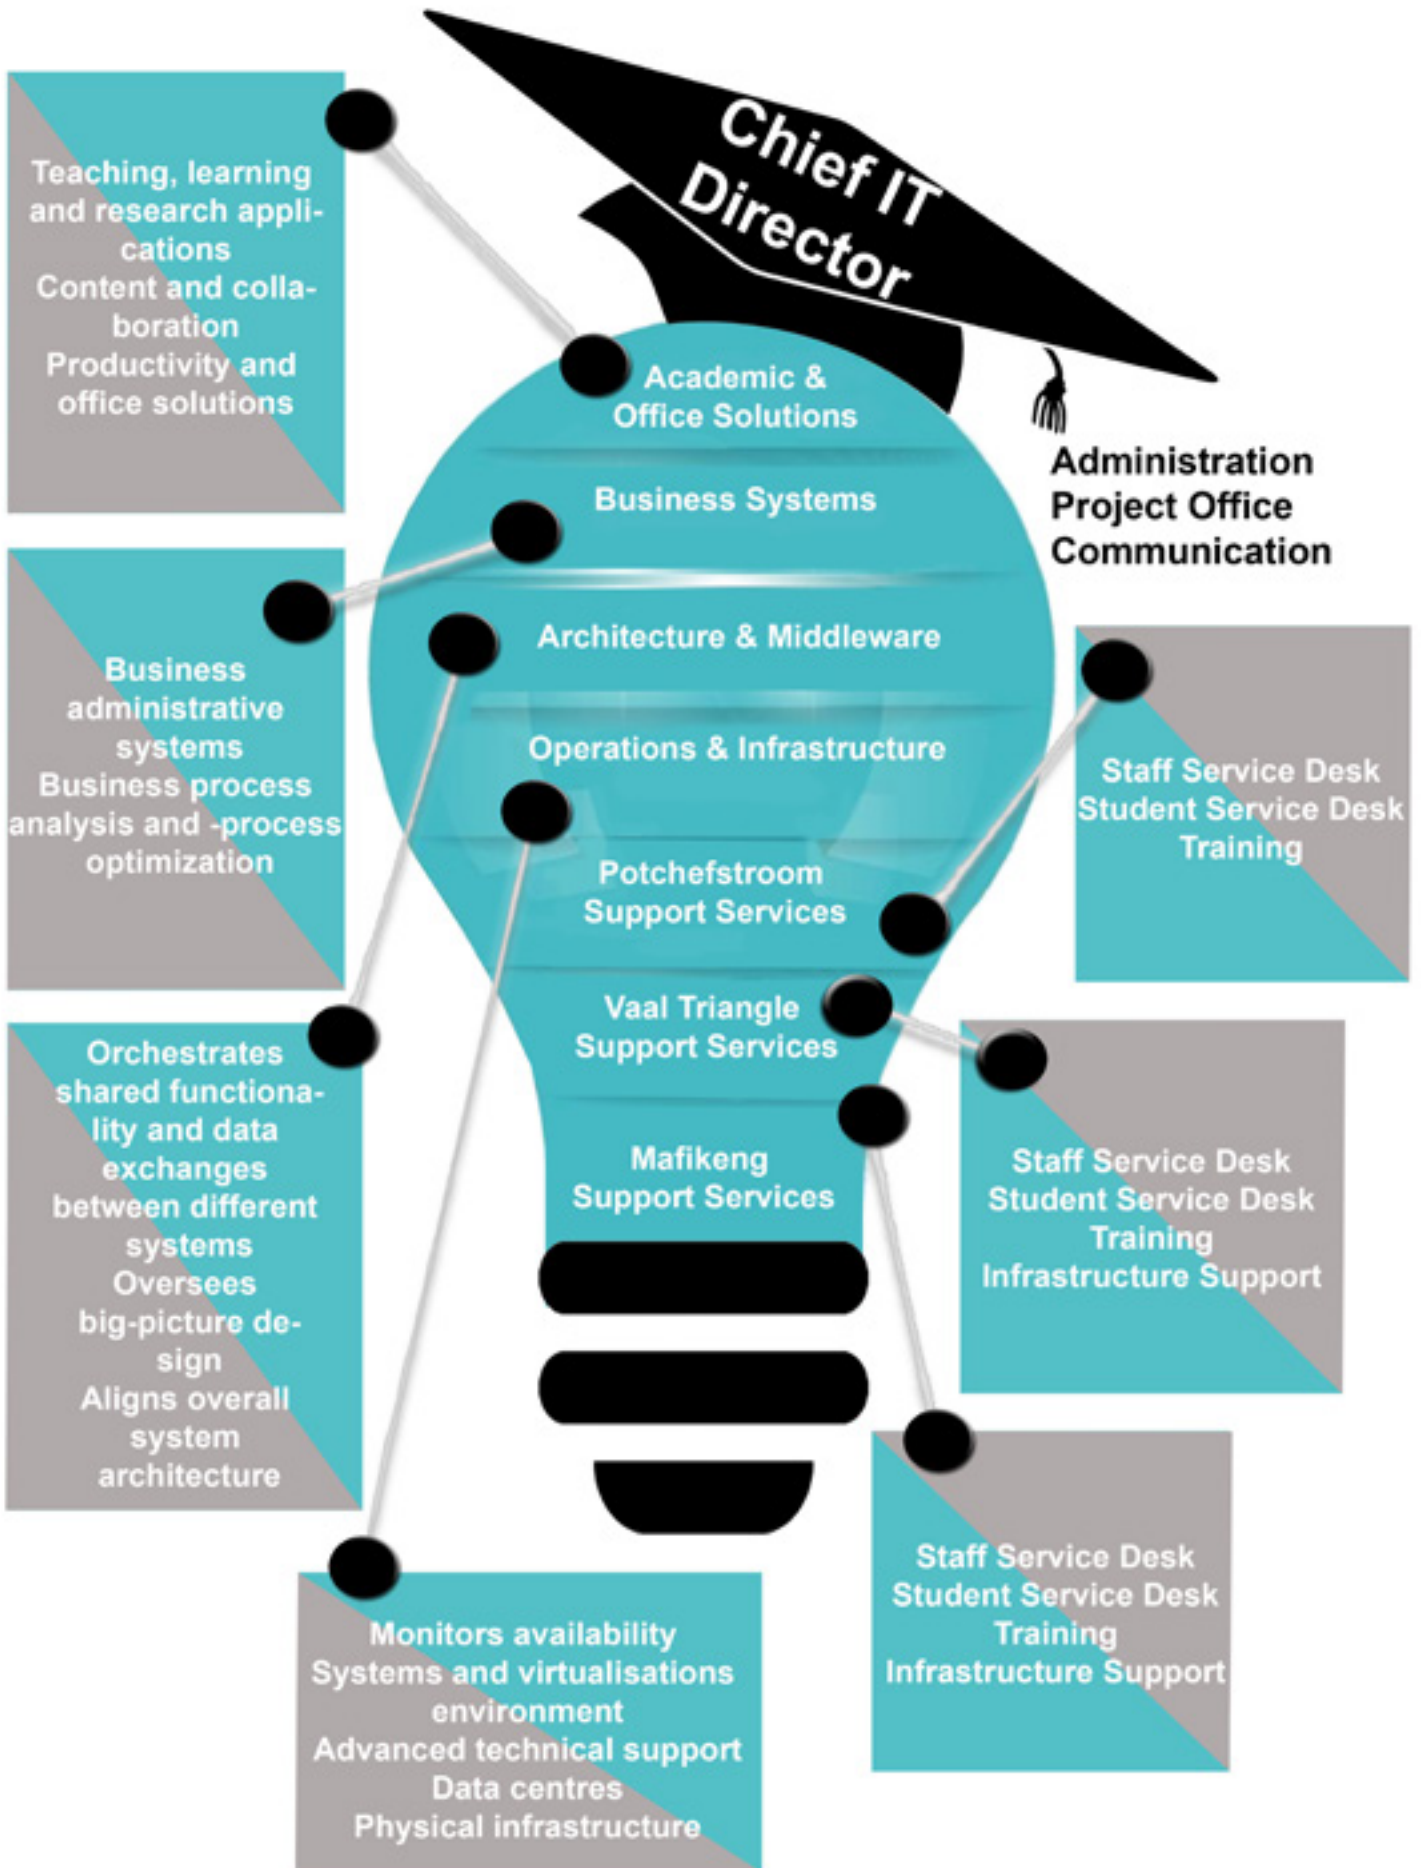 Chief IT
Director
Administration
Project Office
Communication
Academic &
Office Solutions
Business Systems
Architecture & Middleware
Operations & Infrastructure
Potchefstroom
Support Services
Vaal Triangle
Support Services
Mafikeng
Support Services
Teaching, learning
and research appli-
cations
Content and colla-
boration
Productivity and
office solutions
Business
administrative
systems
Business process
analysis and -process
optimization
Orchestrates
shared functiona-
lity and data
exchanges
between different
systems
Oversees
big-picture de-
sign
Aligns overall
system
architecture
Monitors availability
Systems and virtualisations
environment
Advanced technical support
Data centres
Physical infrastructure
Staff Service Desk
Student Service Desk
Training
Staff Service Desk
Student Service Desk
Training
Infrastructure Support
Staff Service Desk
Student Service Desk
Training
Infrastructure Support